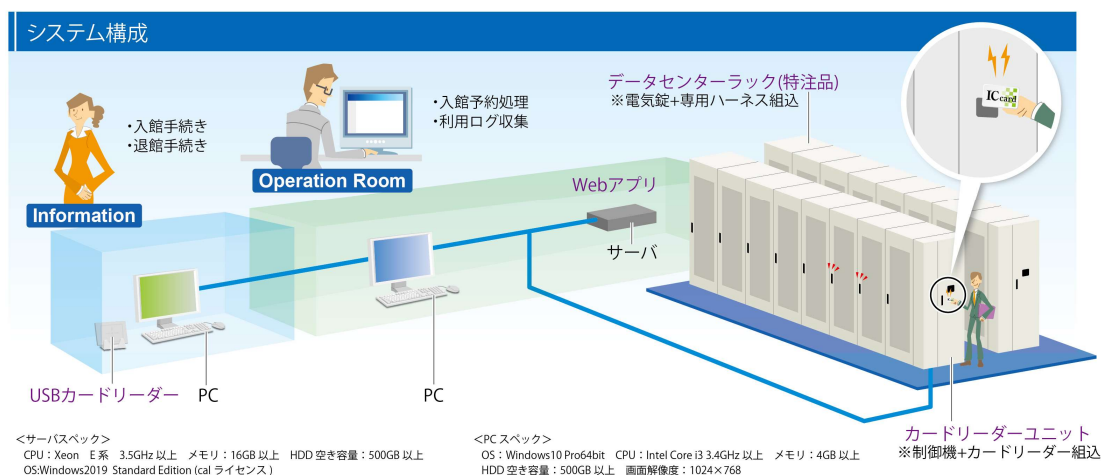 システム構成
・入館手続き
・退館手続き
Information
・入館予約処理
・利用ログ収集
Operation Room
データセンターラック(特注品)
※電気錠+専用ハーネス組込
IC card
Webアプリ
サーバ
USBカードリーダー
PC
PC
カードリーダーユニット
※制御機+カードリーダー組込
＜サーバスペック＞
CPU：Xeon E系 3.5GHz 以上 メモリ：16GB 以上 HDD 空き容量：500GB 以上
OS:Windows2019 Standard Edition (cal ライセンス)
＜PC スペック＞
OS：Windows10 Pro64bit CPU：Intel Core i3 3.4GHz 以上 メモリ：4GB 以上
HDD 空き容量：500GB 以上 画面解像度：1024×768